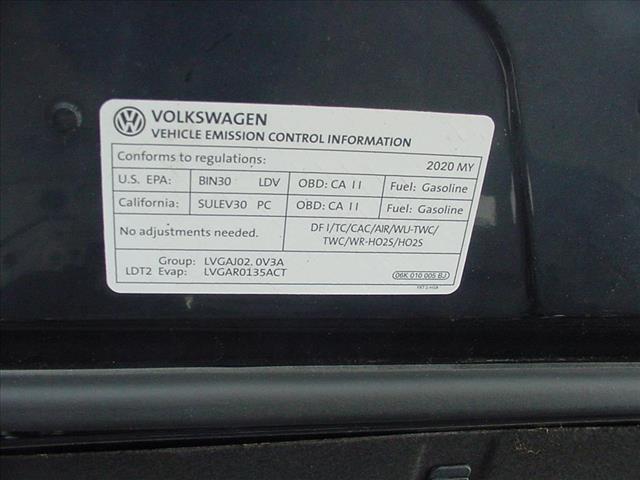 VOLKSWAGEN
VEHICLE EMISSION CONTROL INFORMATION
Conforms to regulations: 2020 MY
U.S. EPA: BIN30 LDV OBD: CA II Fuel: Gasoline
California: SULEV30 PC OBD: CA II Fuel: Gasoline
No adjustments needed.
DFI/TC/CAC/AIR/WU-TWC/
TWC/WR-HO2S/HO2S
Group: LVGAJ02.0V3A
LDT2 Evap: LVGAR0135ACT
06K 010 005 BJ